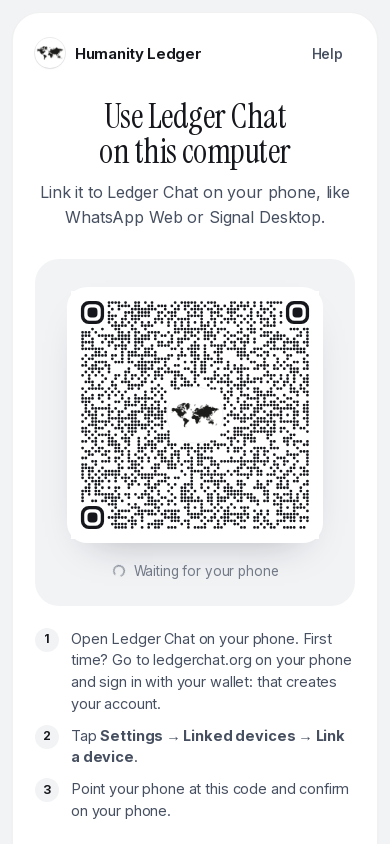 Humanity Ledger
Help
Use Ledger Chat
on this computer
Link it to Ledger Chat on your phone, like
WhatsApp Web or Signal Desktop.
Waiting for your phone
1
Open Ledger Chat on your phone. First
time? Go to ledgerchat.org on your phone
and sign in with your wallet: that creates
your account.
2
Tap Settings → Linked devices → Link
a device.
3
Point your phone at this code and confirm
on your phone.